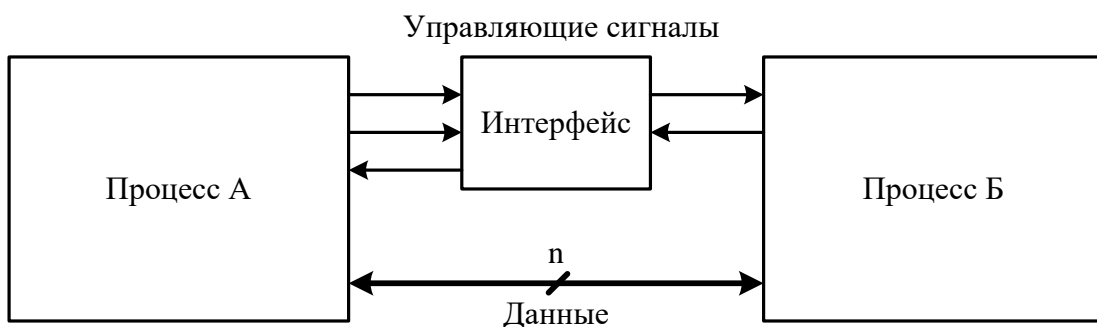 Управляющие сигналы
Интерфейс
Процесс А
Процесс Б
n
Данные